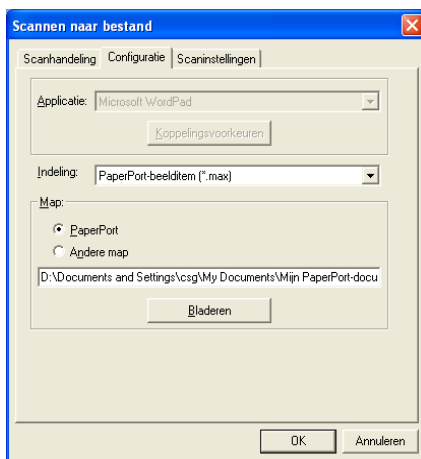 Scannen naar bestand
Scanhandeling Configuratie Scaninstellingen
Applicatie: Microsoft WordPad
Koppelingsvoorkeuren
Indeling: PaperPort-beelditem (*.max)
Map:
PaperPort
Andere map
D:\Documents and Settings\csg\My Documents\Mijn PaperPort-docu
Bladeren
OK Annuleren